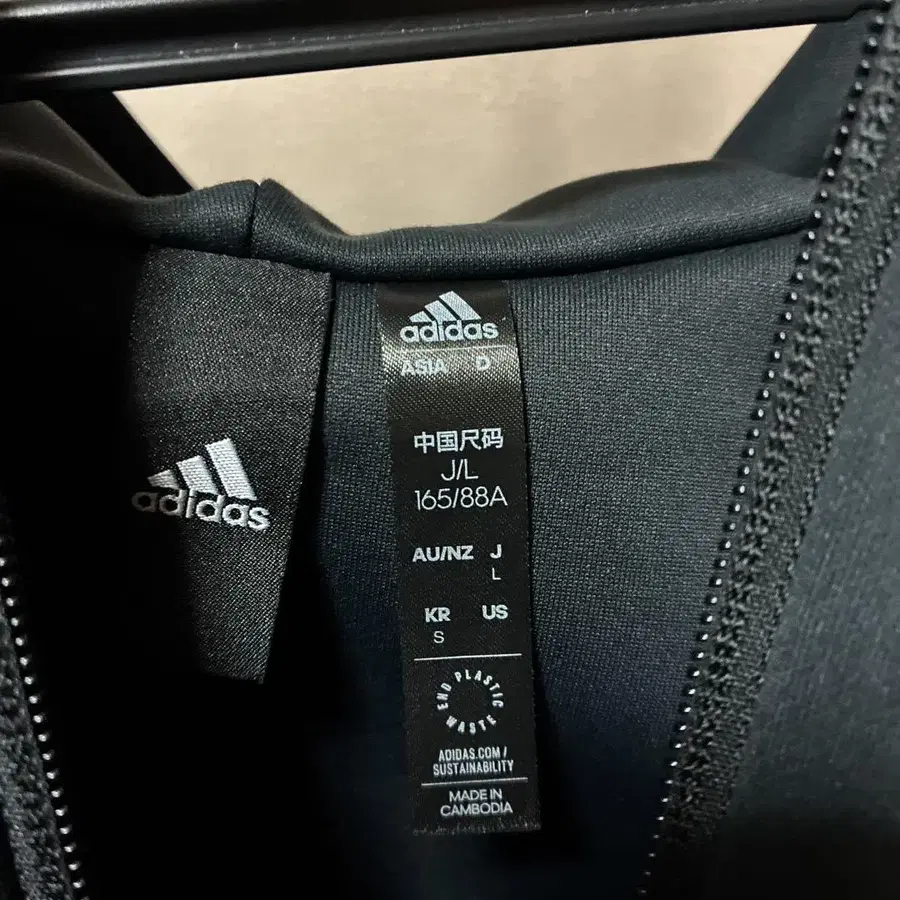 adidas
adidas
ASIA D
中国尺码
J/L
165/88A
AU/NZ J
L
KR US
S
END PLASTIC WASTE
ADIDAS.COM/
SUSTAINABILITY
MADE IN
CAMBODIA